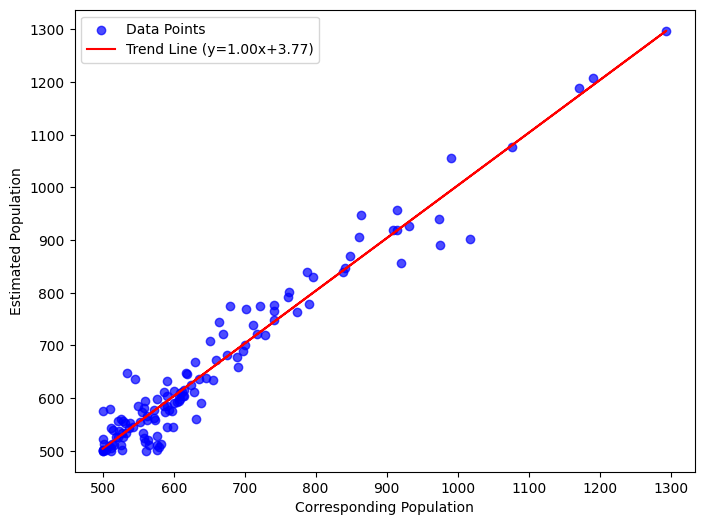 Data Points
Trend Line (y=1.00x+3.77)
1300
1200
1100
1000
900
800
700
600
500
Estimated Population
500 600 700 800 900 1000 1100 1200 1300
Corresponding Population